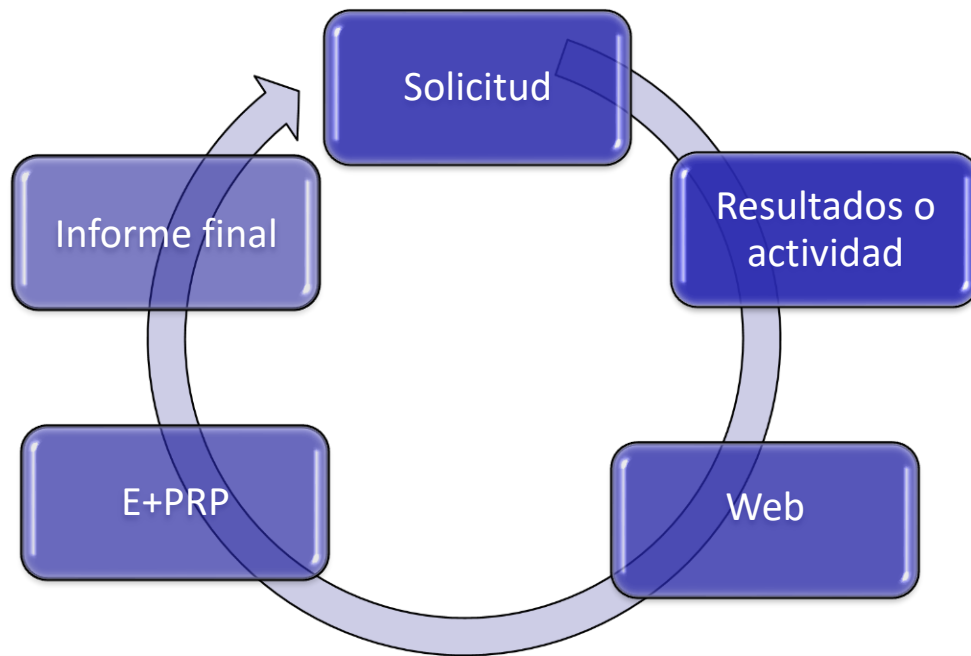 Solicitud
Resultados o
actividad
Web
E+PRP
Informe final